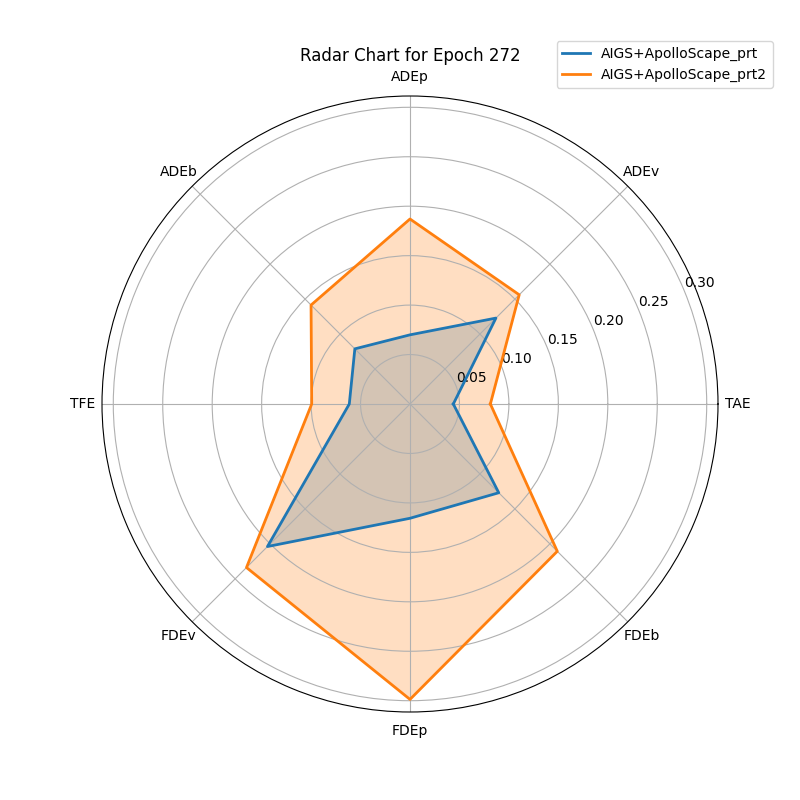 Radar Chart for Epoch 272
AIGS+ApolloScape_prt
AIGS+ApolloScape_prt2
ADEp
ADEb
ADEv
0.30
0.25
0.20
0.15
0.10
0.05
TFE
TAE
FDEv
FDEb
FDEp